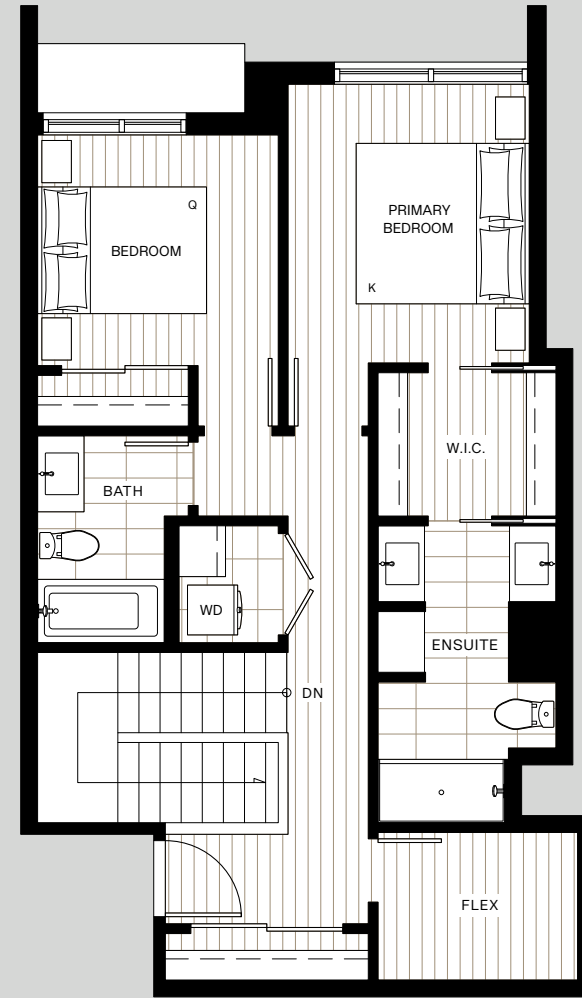 Q
BEDROOM
PRIMARY
BEDROOM
K
W.I.C.
BATH
WD
ENSUITE
DN
FLEX